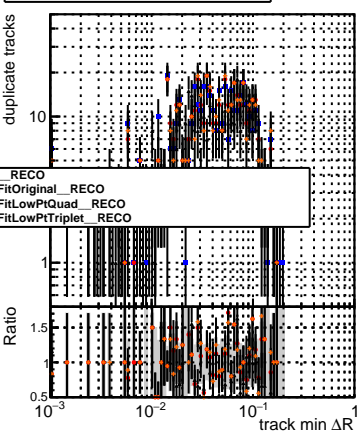 duplicate tracks
10
__RECO
FitOriginal__RECO
FitLowPtQuad__RECO
FitLowPtTriplet__RECO
1
Ratio
1.5
1
0.5
10⁻³ 10⁻² 10⁻¹ 1
track min ΔR